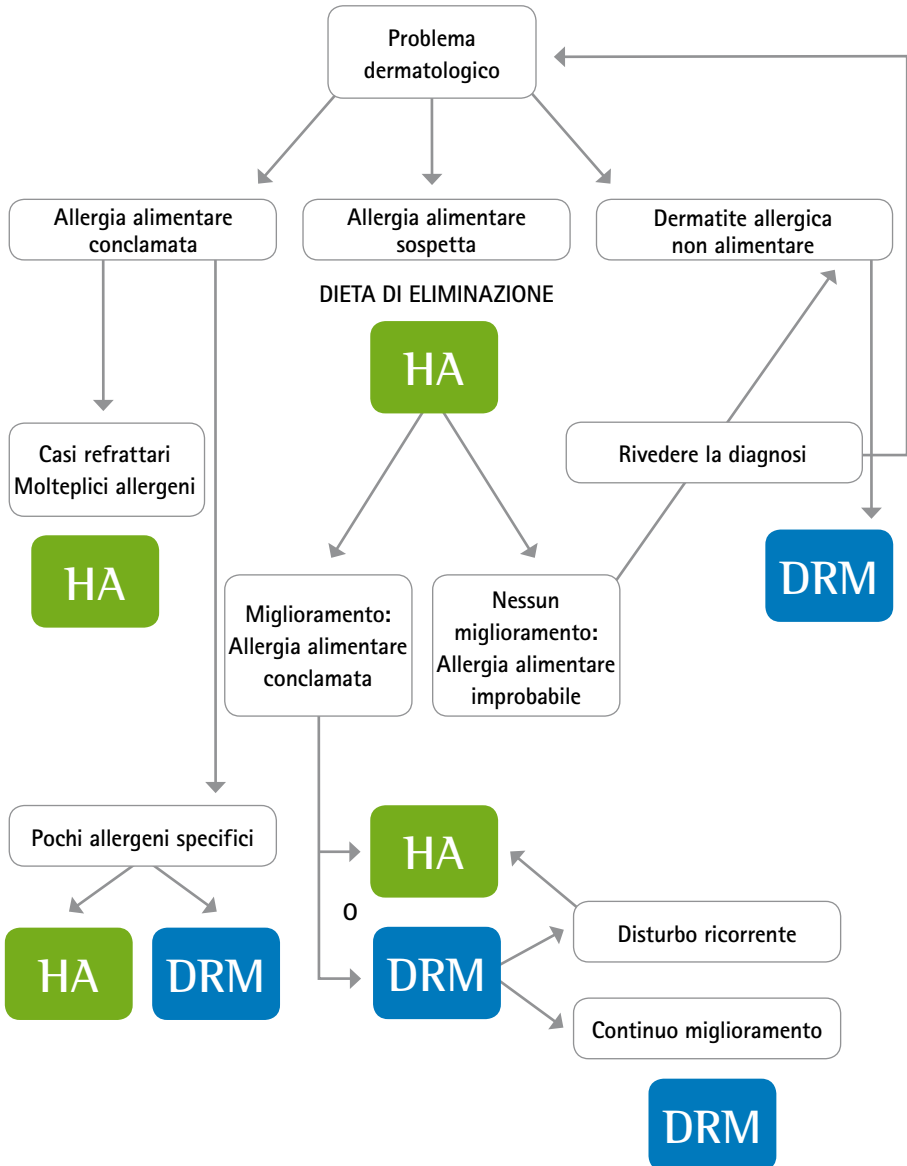 Problema
dermatologico
Allergia alimentare
conclamata
Allergia alimentare
sospetta
Dermatite allergica
non alimentare
DIETA DI ELIMINAZIONE
HA
Casi refrattari
Molteplici allergeni
Rivedere la diagnosi
HA
DRM
Miglioramento:
Allergia alimentare
conclamata
Nessun
miglioramento:
Allergia alimentare
improbabile
Pochi allergeni specifici
HA
O
HA
DRM
DRM
Disturbo ricorrente
Continuo miglioramento
DRM